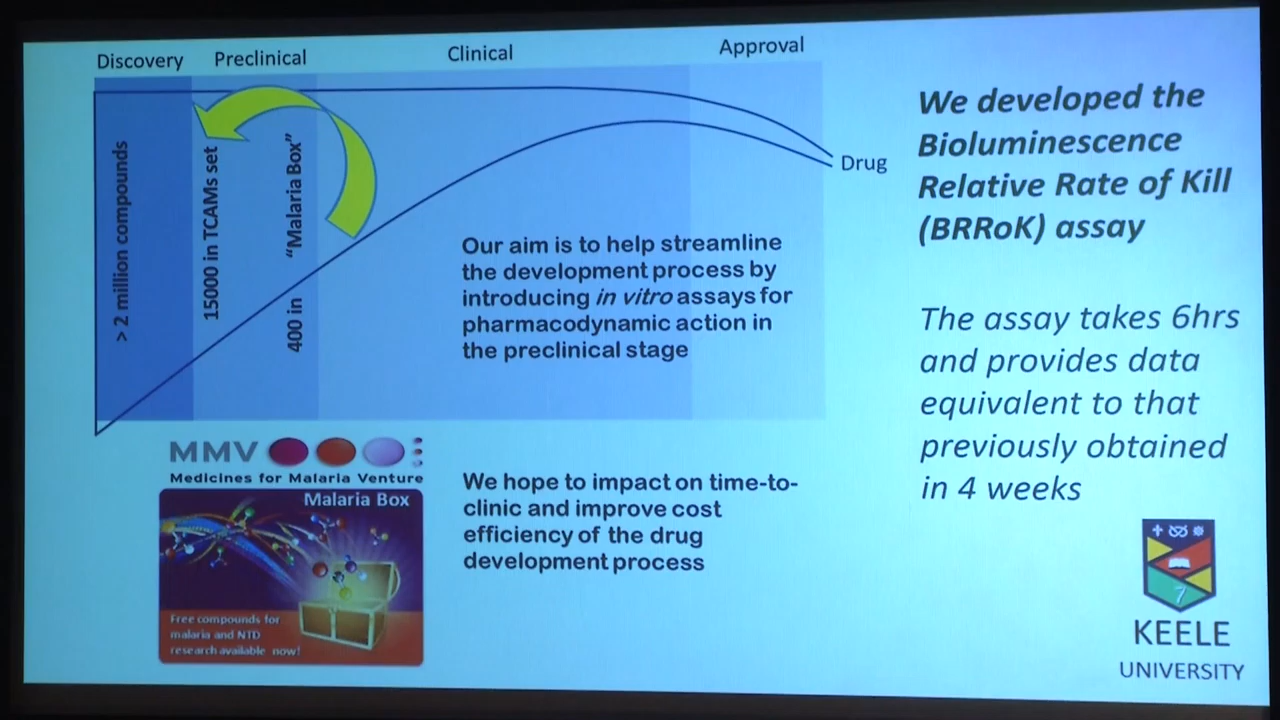 Discovery
Preclinical
Clinical
Approval
> 2 million compounds
15000 in TCAMs set
400 in "Malaria Box"
Drug
Our aim is to help streamline
the development process by
introducing in vitro assays for
pharmacodynamic action in
the preclinical stage
MMV
Medicines for Malaria Venture
Malaria Box
Free compounds for
malaria and NTD
research available now!
We hope to impact on time-to-
clinic and improve cost
efficiency of the drug
development process
We developed the
Bioluminescence
Relative Rate of Kill
(BRRoK) assay
The assay takes 6hrs
and provides data
equivalent to that
previously obtained
in 4 weeks
KEELE
UNIVERSITY